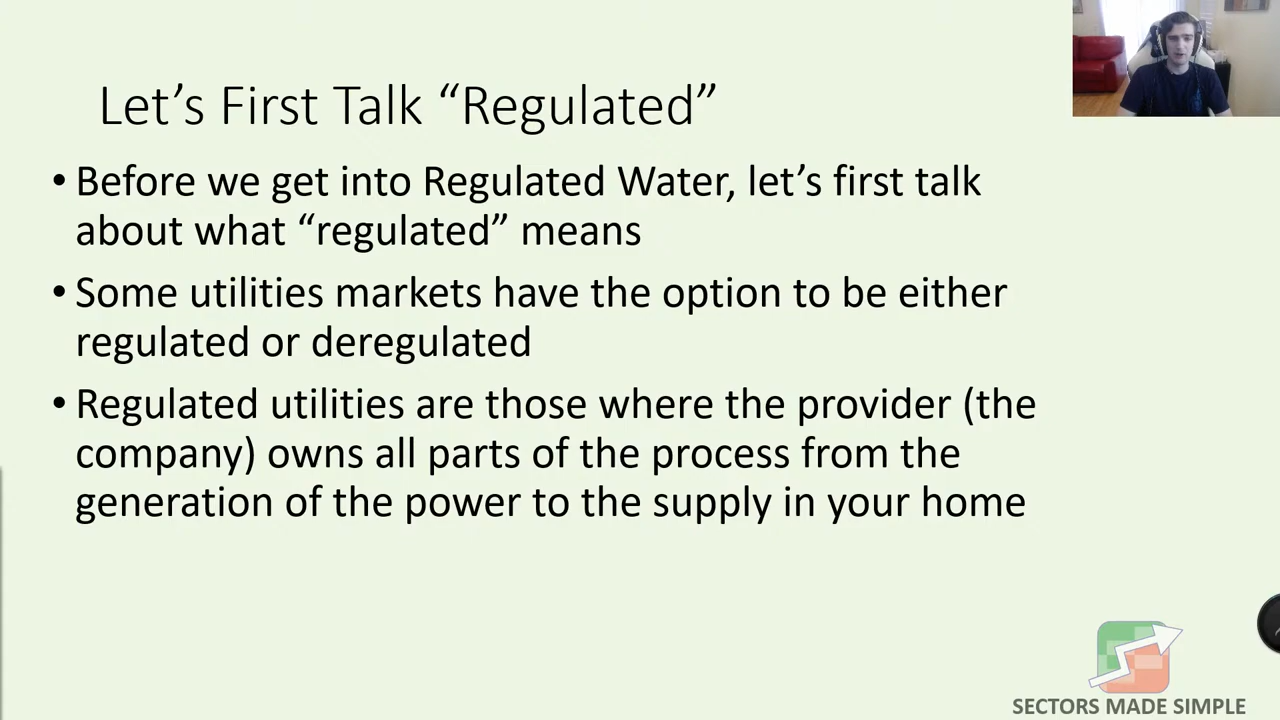 Let’s First Talk “Regulated”
• Before we get into Regulated Water, let’s first talk
about what “regulated” means
• Some utilities markets have the option to be either
regulated or deregulated
• Regulated utilities are those where the provider (the
company) owns all parts of the process from the
generation of the power to the supply in your home
SECTORS MADE SIMPLE